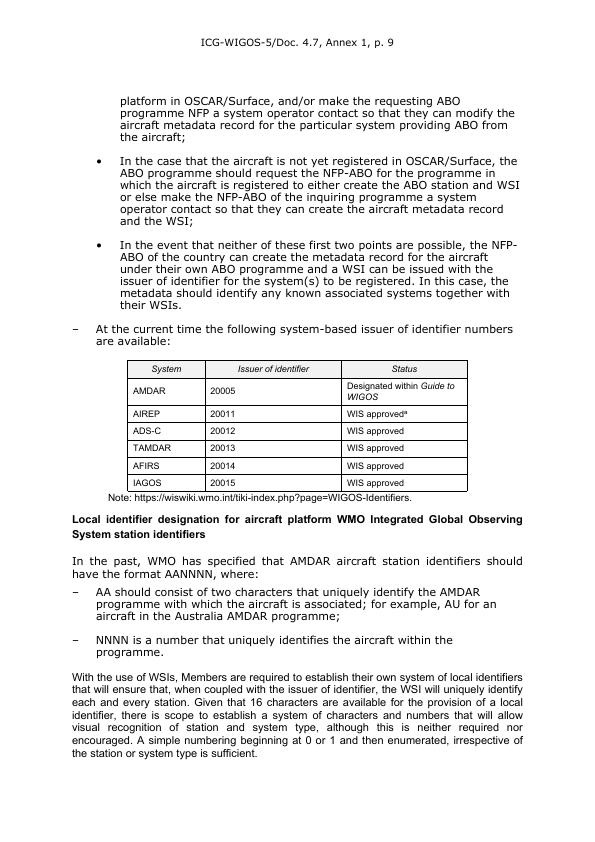 ICG-WIGOS-5/Doc. 4.7, Annex 1, p. 9
platform in OSCAR/Surface, and/or make the requesting ABO
programme NFP a system operator contact so that they can modify the
aircraft metadata record for the particular system providing ABO from
the aircraft;
• In the case that the aircraft is not yet registered in OSCAR/Surface, the
ABO programme should request the NFP-ABO for the programme in
which the aircraft is registered to either create the ABO station and WSI
or else make the NFP-ABO of the inquiring programme a system
operator contact so that they can create the aircraft metadata record
and the WSI;
• In the event that neither of these first two points are possible, the NFP-
ABO of the country can create the metadata record for the aircraft
under their own ABO programme and a WSI can be issued with the
issuer of identifier for the system(s) to be registered. In this case, the
metadata should identify any known associated systems together with
their WSIs.
– At the current time the following system-based issuer of identifier numbers
are available:
System Issuer of identifier Status
AMDAR 20005 Designated within Guide to
WIGOS
AIREP 20011 WIS approvedª
ADS-C 20012 WIS approved
TAMDAR 20013 WIS approved
AFIRS 20014 WIS approved
IAGOS 20015 WIS approved
Note: https://wiswiki.wmo.int/tiki-index.php?page=WIGOS-Identifiers.
Local identifier designation for aircraft platform WMO Integrated Global Observing
System station identifiers
In the past, WMO has specified that AMDAR aircraft station identifiers should
have the format AANNNN, where:
– AA should consist of two characters that uniquely identify the AMDAR
programme with which the aircraft is associated; for example, AU for an
aircraft in the Australia AMDAR programme;
– NNNN is a number that uniquely identifies the aircraft within the
programme.
With the use of WSIs, Members are required to establish their own system of local identifiers
that will ensure that, when coupled with the issuer of identifier, the WSI will uniquely identify
each and every station. Given that 16 characters are available for the provision of a local
identifier, there is scope to establish a system of characters and numbers that will allow
visual recognition of station and system type, although this is neither required nor
encouraged. A simple numbering beginning at 0 or 1 and then enumerated, irrespective of
the station or system type is sufficient.